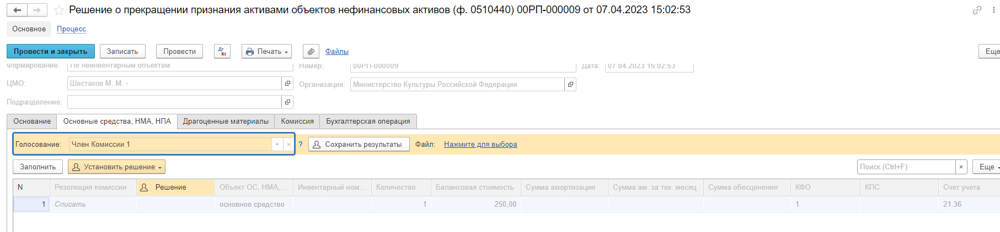 Решение о прекращении признания активами объектов нефинансовых активов (ф. 0510440) 00РП-000009 от 07.04.2023 15:02:53
Основное Процесс
Провести и закрыть Записать Провести Дт Кт Печать Файлы Еще
Формирование: По неинвентарным объектам Номер: 00РП-000009 Дата: 07.04.2023 15:02:53
ЦМО: Шестаков М. М. - Организация: Министерство Культуры Российской Федерации
Подразделение:
Основание Основные средства, НМА, НПА Драгоценные материалы Комиссия Бухгалтерская операция
Голосование: Член Комиссии 1 × ? Сохранить результаты Файл: Нажмите для выбора
Заполнить Установить решение Поиск (Ctrl+F) × Еще
N Резолюция комиссии Решение Объект ОС, НМА,... Инвентарный ном... Количество Балансовая стоимость Сумма амортизации Сумма ам. за тек. месяц Сумма обесценения КФО КПС Счет учета
1 Списать основное средство 1 250,00 1 21.36